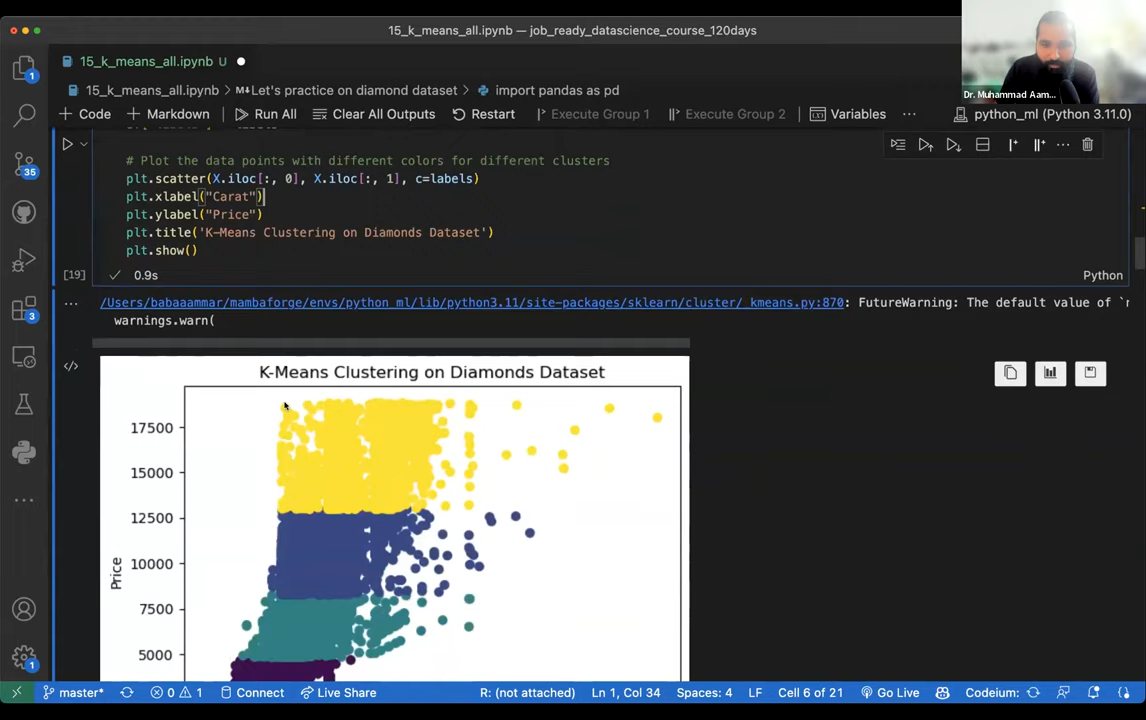 15_k_means_all.ipynb — job_ready_datascience_course_120days
15_k_means_all.ipynb U
15_k_means_all.ipynb > M↓Let's practice on diamond dataset > import pandas as pd
+ Code + Markdown Run All Clear All Outputs Restart Execute Group 1 Execute Group 2 Variables ... python_ml (Python 3.11.0)
Dr. Muhammad Aam...
# Plot the data points with different colors for different clusters
plt.scatter(X.iloc[:, 0], X.iloc[:, 1], c=labels)
plt.xlabel("Carat")
plt.ylabel("Price")
plt.title('K-Means Clustering on Diamonds Dataset')
plt.show()
[19] 0.9s Python
/Users/babaaammar/mambaforge/envs/python_ml/lib/python3.11/site-packages/sklearn/cluster/_kmeans.py:870: FutureWarning: The default value of
warnings.warn(
K-Means Clustering on Diamonds Dataset
17500
15000
12500
10000
7500
5000
Price
1
35
3
1
master* 0 1 Connect Live Share R: (not attached) Ln 1, Col 34 Spaces: 4 LF Cell 6 of 21 Go Live Codeium: